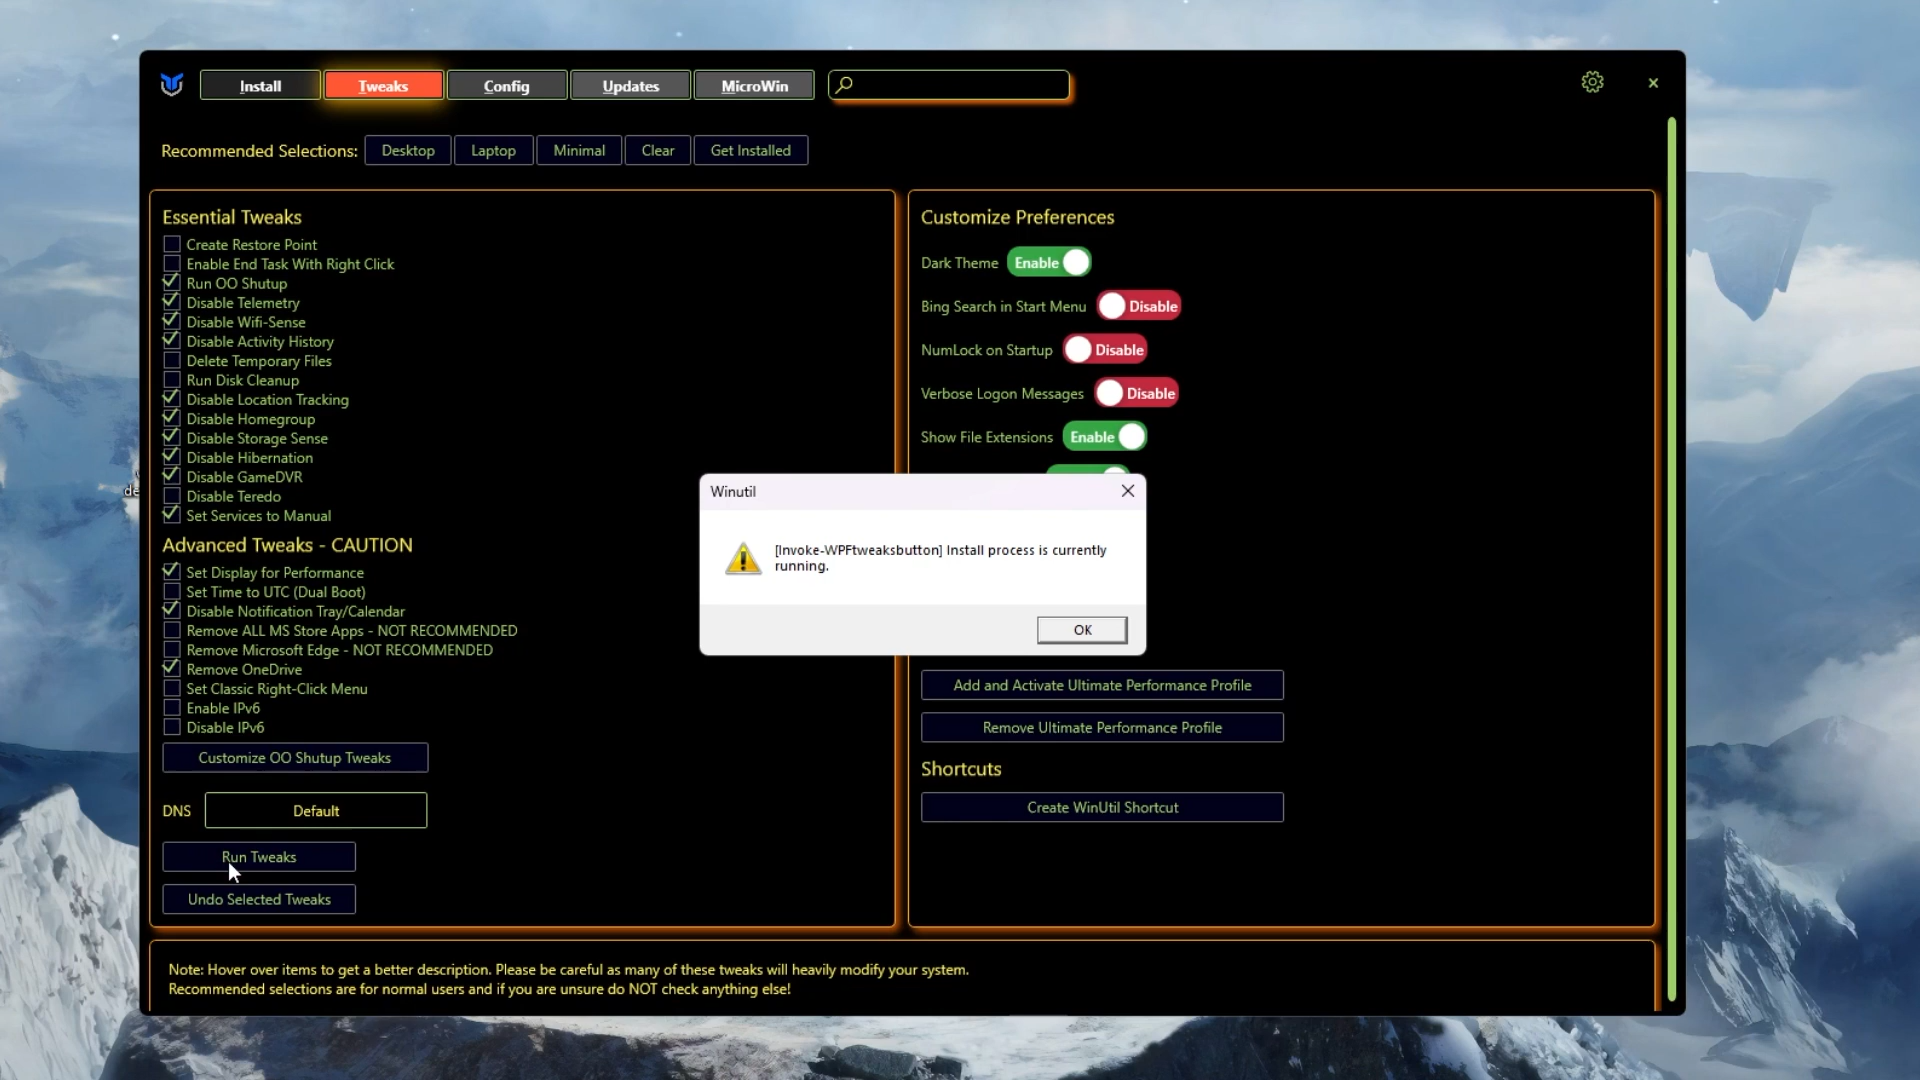 Install
Tweaks
Config
Updates
MicroWin
Recommended Selections:
Desktop
Laptop
Minimal
Clear
Get Installed
Essential Tweaks
Create Restore Point
Enable End Task With Right Click
Run OO Shutup
Disable Telemetry
Disable Wifi-Sense
Disable Activity History
Delete Temporary Files
Run Disk Cleanup
Disable Location Tracking
Disable Homegroup
Disable Storage Sense
Disable Hibernation
Disable GameDVR
Disable Teredo
Set Services to Manual
Advanced Tweaks - CAUTION
Set Display for Performance
Set Time to UTC (Dual Boot)
Disable Notification Tray/Calendar
Remove ALL MS Store Apps - NOT RECOMMENDED
Remove Microsoft Edge - NOT RECOMMENDED
Remove OneDrive
Set Classic Right-Click Menu
Enable IPv6
Disable IPv6
Customize OO Shutup Tweaks
DNS
Default
Run Tweaks
Undo Selected Tweaks
Customize Preferences
Dark Theme Enable
Bing Search in Start Menu Disable
NumLock on Startup Disable
Verbose Logon Messages Disable
Show File Extensions Enable
Winutil
[Invoke-WPFtweaksbutton] Install process is currently
running.
OK
Add and Activate Ultimate Performance Profile
Remove Ultimate Performance Profile
Shortcuts
Create WinUtil Shortcut
Note: Hover over items to get a better description. Please be careful as many of these tweaks will heavily modify your system.
Recommended selections are for normal users and if you are unsure do NOT check anything else!